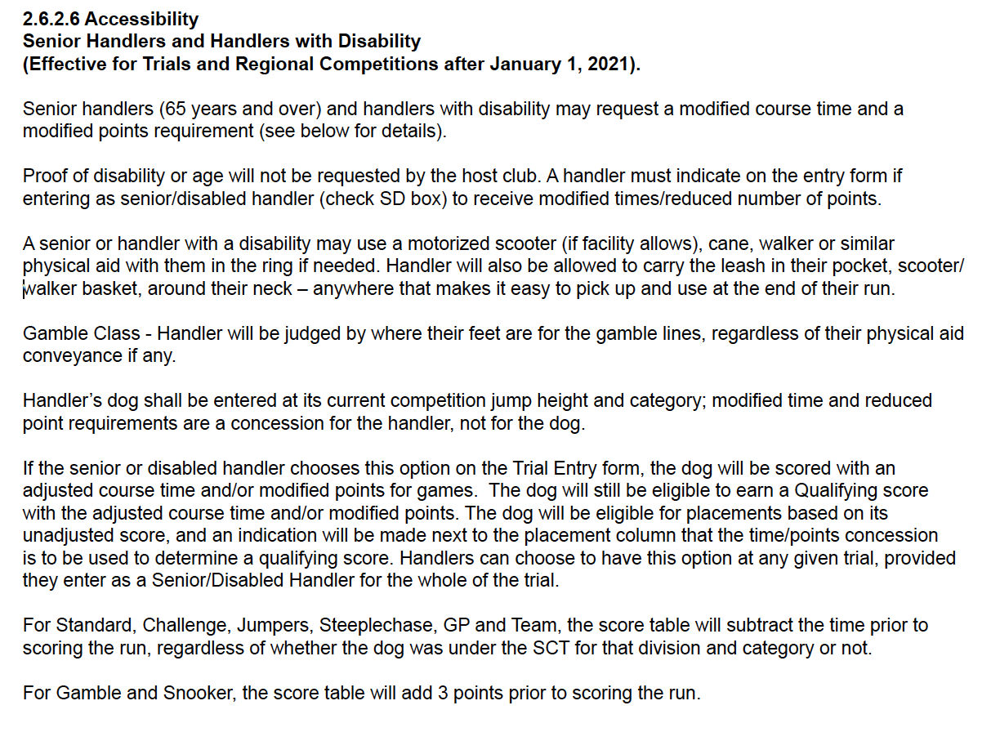 2.6.2.6 Accessibility
Senior Handlers and Handlers with Disability
(Effective for Trials and Regional Competitions after January 1, 2021).
Senior handlers (65 years and over) and handlers with disability may request a modified course time and a
modified points requirement (see below for details).
Proof of disability or age will not be requested by the host club. A handler must indicate on the entry form if
entering as senior/disabled handler (check SD box) to receive modified times/reduced number of points.
A senior or handler with a disability may use a motorized scooter (if facility allows), cane, walker or similar
physical aid with them in the ring if needed. Handler will also be allowed to carry the leash in their pocket, scooter/
walker basket, around their neck – anywhere that makes it easy to pick up and use at the end of their run.
Gamble Class - Handler will be judged by where their feet are for the gamble lines, regardless of their physical aid
conveyance if any.
Handler’s dog shall be entered at its current competition jump height and category; modified time and reduced
point requirements are a concession for the handler, not for the dog.
If the senior or disabled handler chooses this option on the Trial Entry form, the dog will be scored with an
adjusted course time and/or modified points for games.  The dog will still be eligible to earn a Qualifying score
with the adjusted course time and/or modified points. The dog will be eligible for placements based on its
unadjusted score, and an indication will be made next to the placement column that the time/points concession
is to be used to determine a qualifying score. Handlers can choose to have this option at any given trial, provided
they enter as a Senior/Disabled Handler for the whole of the trial.
For Standard, Challenge, Jumpers, Steeplechase, GP and Team, the score table will subtract the time prior to
scoring the run, regardless of whether the dog was under the SCT for that division and category or not.
For Gamble and Snooker, the score table will add 3 points prior to scoring the run.